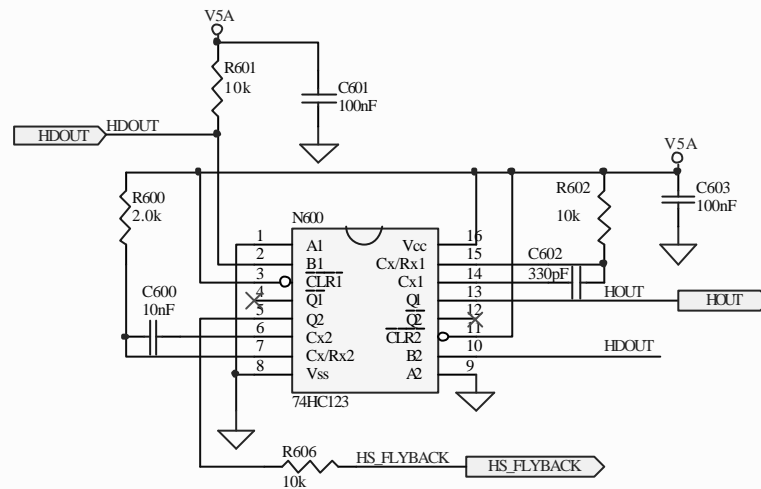 V5A
R601
10k
C601
100nF
HDOUT
HDOUT
V5A
R600
2.0k
R602
10k
C603
100nF
N600
1
2
3
4
5
6
7
8
A1
B1
CLR1
Q1
Q2
Cx2
Cx/Rx2
Vss
Vcc
Cx/Rx1
Cx1
Q1
Q2
CLR2
B2
A2
16
15
14
13
12
11
10
9
C602
330pF
C600
10nF
HOUT
HOUT
HDOUT
74HC123
R606
10k
HS_FLYBACK
HS_FLYBACK